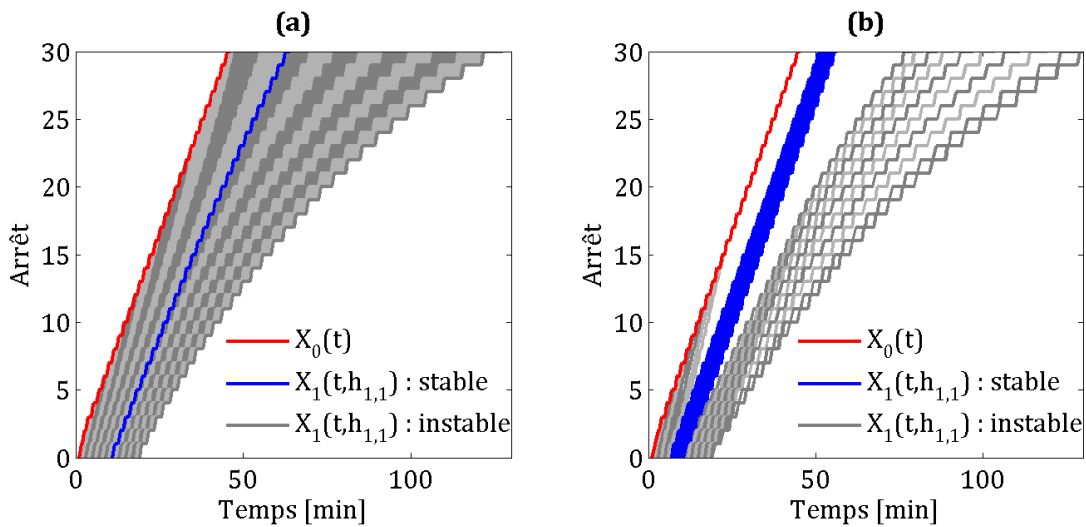 (a)
30
25
20
15
10
5
0
Arrêt
X0(t)
X1(t,h1,1) : stable
X1(t,h1,1) : instable
0 50 100
Temps [min]
(b)
30
25
20
15
10
5
0
Arrêt
X0(t)
X1(t,h1,1) : stable
X1(t,h1,1) : instable
0 50 100
Temps [min]